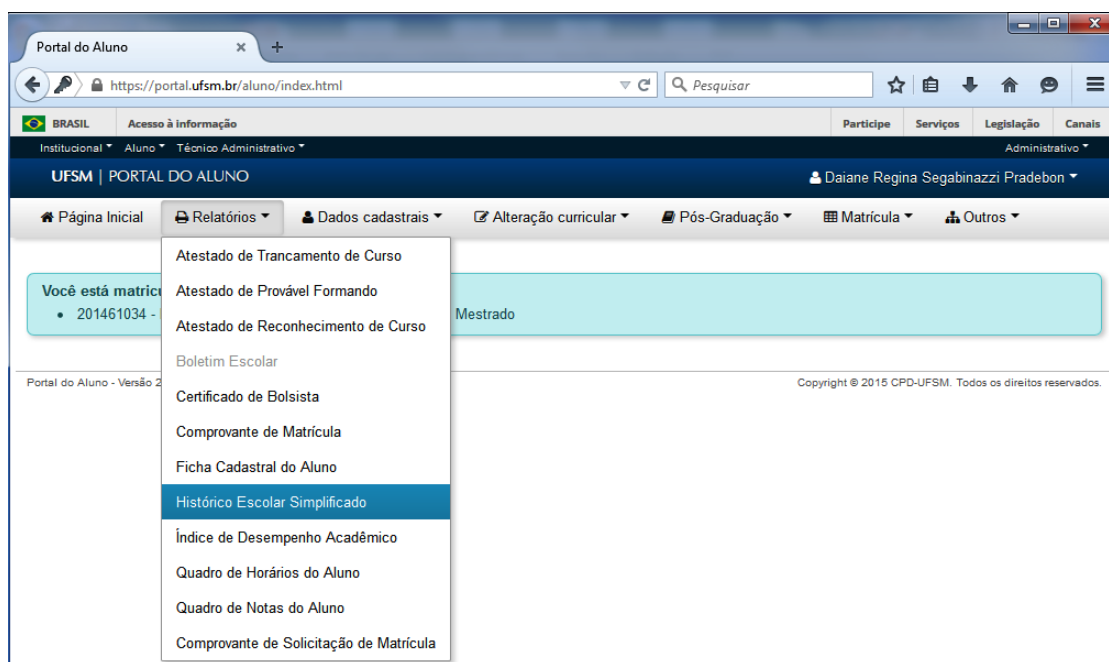 Portal do Aluno
https://portal.ufsm.br/aluno/index.html
Pesquisar
BRASIL Acesso à informação Participe Serviços Legislação Canais
Institucional Aluno Técnico Administrativo Administrativo
UFSM | PORTAL DO ALUNO Daiane Regina Segabinazzi Pradebon
Página Inicial Relatórios Dados cadastrais Alteração curricular Pós-Graduação Matrícula Outros
Atestado de Trancamento de Curso
Você está matric
Atestado de Provável Formando
201461034 - Mestrado
Atestado de Reconhecimento de Curso
Boletim Escolar
Portal do Aluno - Versão 2 Copyright © 2015 CPD-UFSM. Todos os direitos reservados.
Certificado de Bolsista
Comprovante de Matrícula
Ficha Cadastral do Aluno
Histórico Escolar Simplificado
Índice de Desempenho Acadêmico
Quadro de Horários do Aluno
Quadro de Notas do Aluno
Comprovante de Solicitação de Matrícula